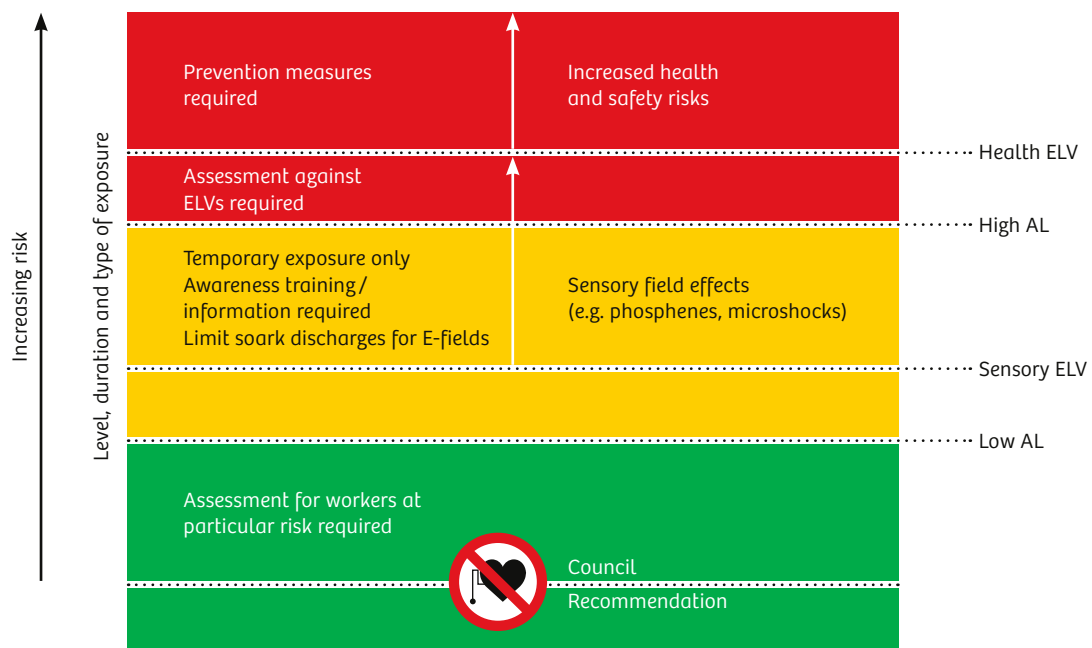 Increasing risk
Level, duration and type of exposure
Prevention measures
required
Increased health
and safety risks
Health ELV
Assessment against
ELVs required
High AL
Temporary exposure only
Awareness training /
information required
Limit soark discharges for E-fields
Sensory field effects
(e.g. phosphenes, microshocks)
Sensory ELV
Low AL
Assessment for workers at
particular risk required
Council
Recommendation